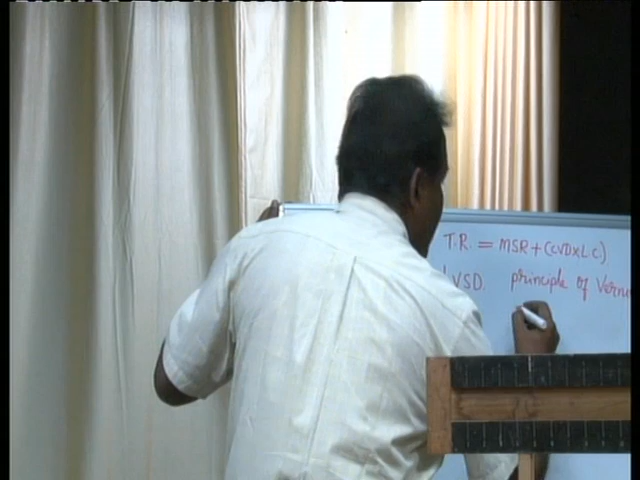 T.R. = MSR + (CVD x L.C)
VSD. principle of Verni